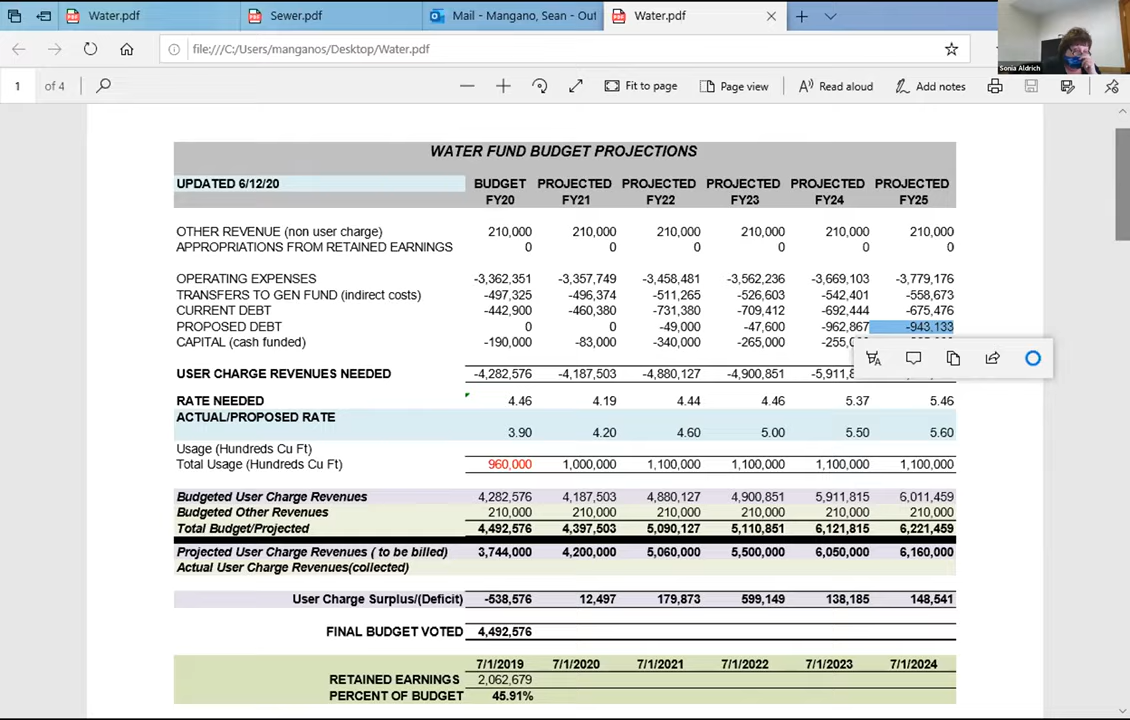 Water.pdf Sewer.pdf Mail - Mangano, Sean - Out Water.pdf
file:///C:/Users/manganos/Desktop/Water.pdf
Sonia Aldrich
1 of 4 Fit to page Page view Read aloud Add notes
WATER FUND BUDGET PROJECTIONS
UPDATED 6/12/20 BUDGET PROJECTED PROJECTED PROJECTED PROJECTED PROJECTED
FY20 FY21 FY22 FY23 FY24 FY25
OTHER REVENUE (non user charge) 210,000 210,000 210,000 210,000 210,000 210,000
APPROPRIATIONS FROM RETAINED EARNINGS 0 0 0 0 0 0
OPERATING EXPENSES -3,362,351 -3,357,749 -3,458,481 -3,562,236 -3,669,103 -3,779,176
TRANSFERS TO GEN FUND (indirect costs) -497,325 -496,374 -511,265 -526,603 -542,401 -558,673
CURRENT DEBT -442,900 -460,380 -731,380 -709,412 -692,444 -675,476
PROPOSED DEBT 0 0 -49,000 -47,600 -962,867 -943,133
CAPITAL (cash funded) -190,000 -83,000 -340,000 -265,000
USER CHARGE REVENUES NEEDED -4,282,576 -4,187,503 -4,880,127 -4,900,851
RATE NEEDED 4.46 4.19 4.44 4.46 5.37 5.46
ACTUAL/PROPOSED RATE
3.90 4.20 4.60 5.00 5.50 5.60
Usage (Hundreds Cu Ft)
Total Usage (Hundreds Cu Ft) 960,000 1,000,000 1,100,000 1,100,000 1,100,000 1,100,000
Budgeted User Charge Revenues 4,282,576 4,187,503 4,880,127 4,900,851 5,911,815 6,011,459
Budgeted Other Revenues 210,000 210,000 210,000 210,000 210,000 210,000
Total Budget/Projected 4,492,576 4,397,503 5,090,127 5,110,851 6,121,815 6,221,459
Projected User Charge Revenues ( to be billed) 3,744,000 4,200,000 5,060,000 5,500,000 6,050,000 6,160,000
Actual User Charge Revenues(collected)
User Charge Surplus/(Deficit) -538,576 12,497 179,873 599,149 138,185 148,541
FINAL BUDGET VOTED 4,492,576
7/1/2019 7/1/2020 7/1/2021 7/1/2022 7/1/2023 7/1/2024
RETAINED EARNINGS 2,062,679
PERCENT OF BUDGET 45.91%